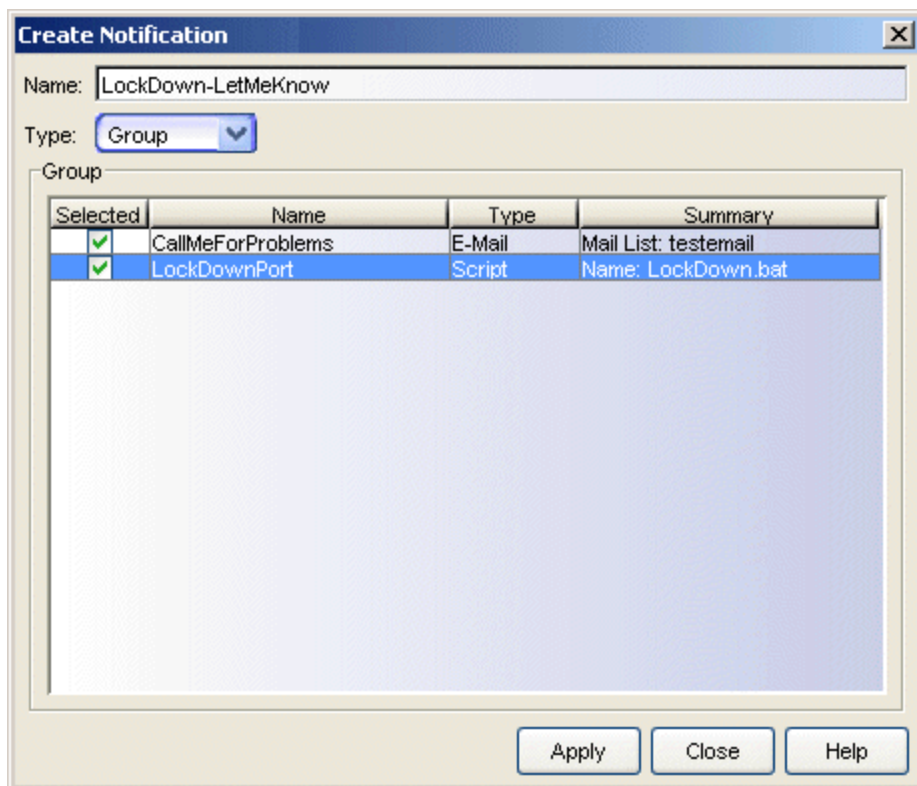 Create Notification
Name: LockDown-LetMeKnow
Type: Group
Group
Selected Name Type Summary
CallMeForProblems E-Mail Mail List: testemail
LockDownPort Script Name: LockDown.bat
Apply Close Help